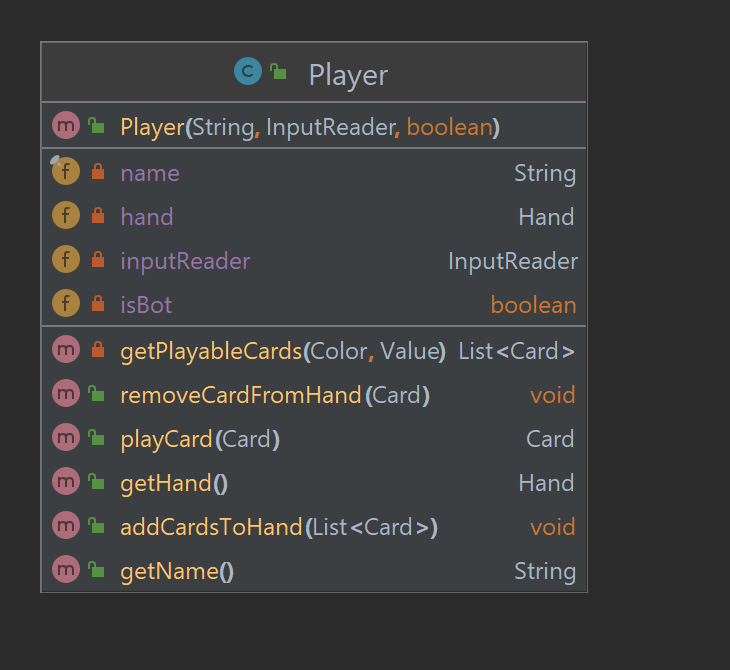 C Player
m Player(String, InputReader, boolean)
f name String
f hand Hand
f inputReader InputReader
f isBot boolean
m getPlayableCards(Color, Value) List<Card>
m removeCardFromHand(Card) void
m playCard(Card) Card
m getHand() Hand
m addCardsToHand(List<Card>) void
m getName() String